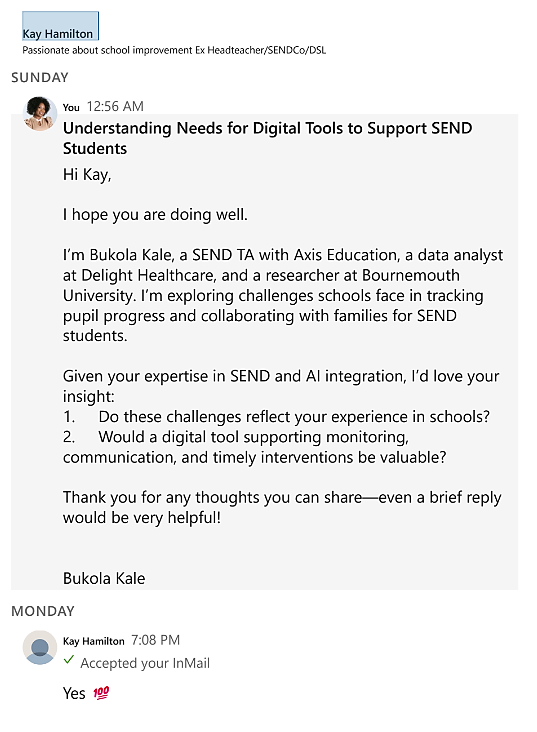 Kay Hamilton
Passionate about school improvement Ex Headteacher/SENDCo/DSL
SUNDAY
You 12:56 AM
Understanding Needs for Digital Tools to Support SEND
Students
Hi Kay,
I hope you are doing well.
I'm Bukola Kale, a SEND TA with Axis Education, a data analyst
at Delight Healthcare, and a researcher at Bournemouth
University. I'm exploring challenges schools face in tracking
pupil progress and collaborating with families for SEND
students.
Given your expertise in SEND and AI integration, I'd love your
insight:
1. Do these challenges reflect your experience in schools?
2. Would a digital tool supporting monitoring,
communication, and timely interventions be valuable?
Thank you for any thoughts you can share—even a brief reply
would be very helpful!
Bukola Kale
MONDAY
Kay Hamilton 7:08 PM
Accepted your InMail
Yes 💯